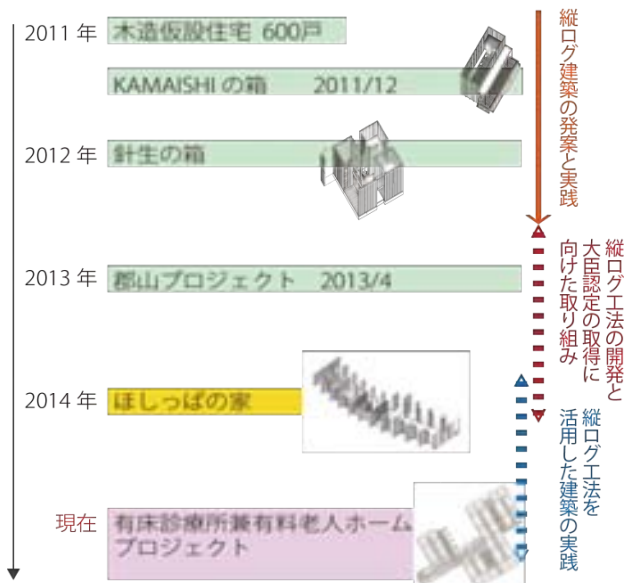 2011 年
木造仮設住宅 600戸
KAMAISHI の箱 2011/12
2012 年
針生の箱
2013 年
郡山プロジェクト 2013/4
2014 年
ほしっぱの家
現在
有床診療所兼有料老人ホーム
プロジェクト
縦ログ建築の発案と実践
縦ログ工法の開発と
大臣認定の取得に
向けた取り組み
縦ログ工法を
活用した建築の実践